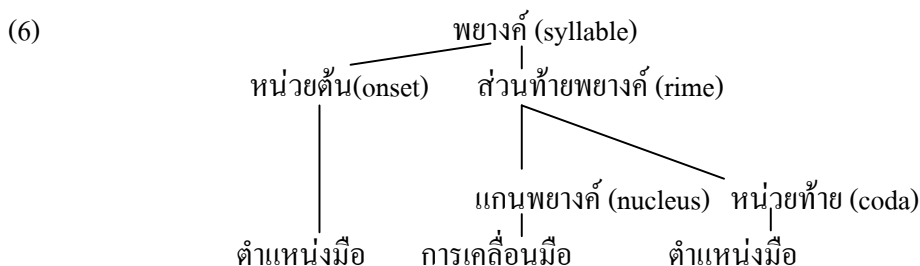 (6) พยางค์ (syllable)
หน่วยต้น(onset) ส่วนท้ายพยางค์ (rime)
แกนพยางค์ (nucleus) หน่วยท้าย (coda)
ตำแหน่งมือ การเคลื่อนมือ ตำแหน่งมือ